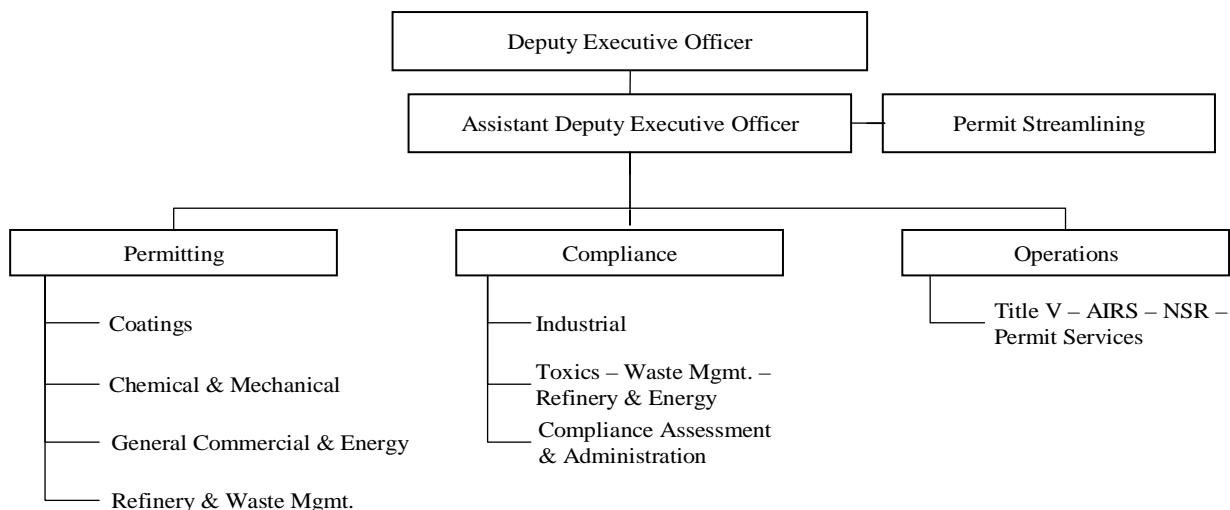 Deputy Executive Officer
Assistant Deputy Executive Officer
Permit Streamlining
Permitting
Compliance
Operations
Coatings
Chemical & Mechanical
General Commercial & Energy
Refinery & Waste Mgmt.
Industrial
Toxics – Waste Mgmt. –
Refinery & Energy
Compliance Assessment
& Administration
Title V – AIRS – NSR –
Permit Services